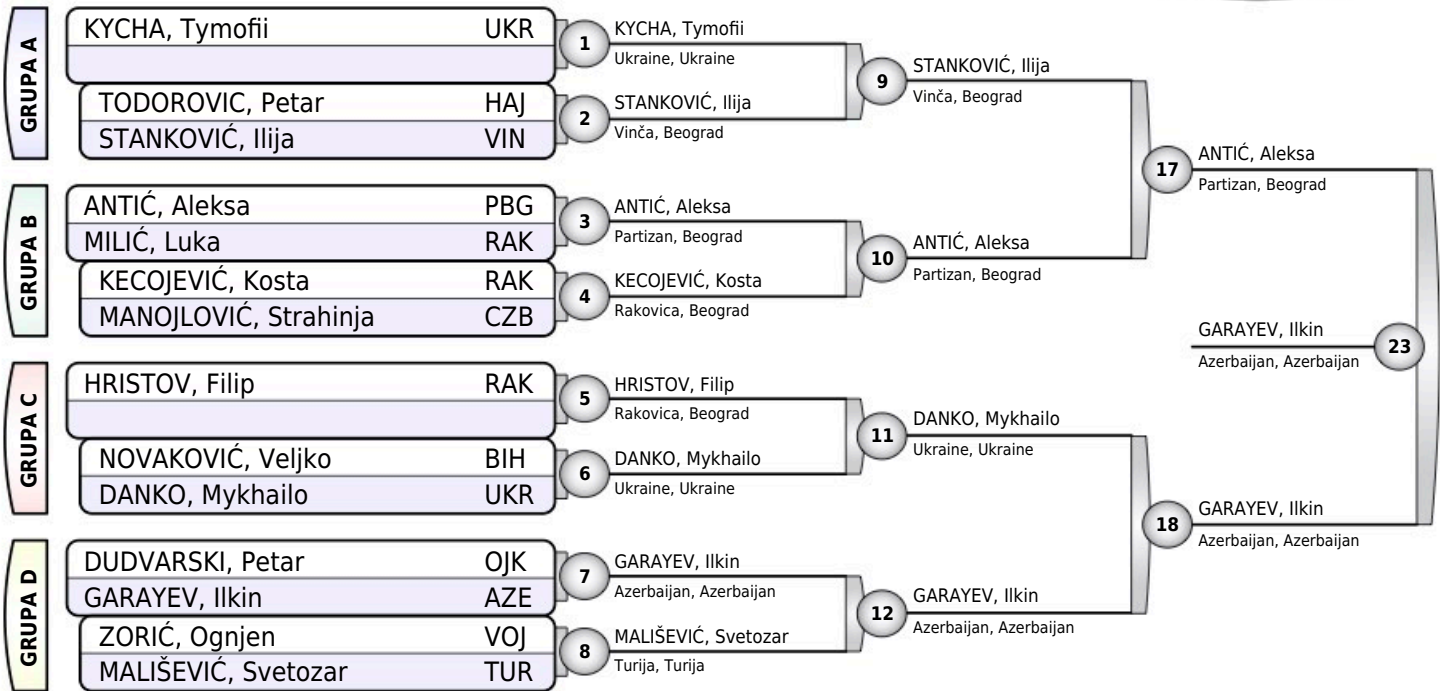 GRUPA A
KYCHA, Tymofii UKR
TODOROVIC, Petar HAJ
STANKOVIĆ, Ilija VIN
GRUPA B
ANTIĆ, Aleksa PBG
MILIĆ, Luka RAK
KECOJEVIĆ, Kosta RAK
MANOJLOVIĆ, Strahinja CZB
GRUPA C
HRISTOV, Filip RAK
NOVAKOVIĆ, Veljko BIH
DANKO, Mykhailo UKR
GRUPA D
DUDVARSKI, Petar OJK
GARAYEV, Ilkin AZE
ZORIĆ, Ognjen VOJ
MALIŠEVIĆ, Svetozar TUR
1
KYCHA, Tymofii
Ukraine, Ukraine
2
STANKOVIĆ, Ilija
Vinča, Beograd
3
ANTIĆ, Aleksa
Partizan, Beograd
4
KECOJEVIĆ, Kosta
Rakovica, Beograd
5
HRISTOV, Filip
Rakovica, Beograd
6
DANKO, Mykhailo
Ukraine, Ukraine
7
GARAYEV, Ilkin
Azerbaijan, Azerbaijan
8
MALIŠEVIĆ, Svetozar
Turija, Turija
9
STANKOVIĆ, Ilija
Vinča, Beograd
10
ANTIĆ, Aleksa
Partizan, Beograd
11
DANKO, Mykhailo
Ukraine, Ukraine
12
GARAYEV, Ilkin
Azerbaijan, Azerbaijan
17
ANTIĆ, Aleksa
Partizan, Beograd
18
GARAYEV, Ilkin
Azerbaijan, Azerbaijan
GARAYEV, Ilkin
Azerbaijan, Azerbaijan
23